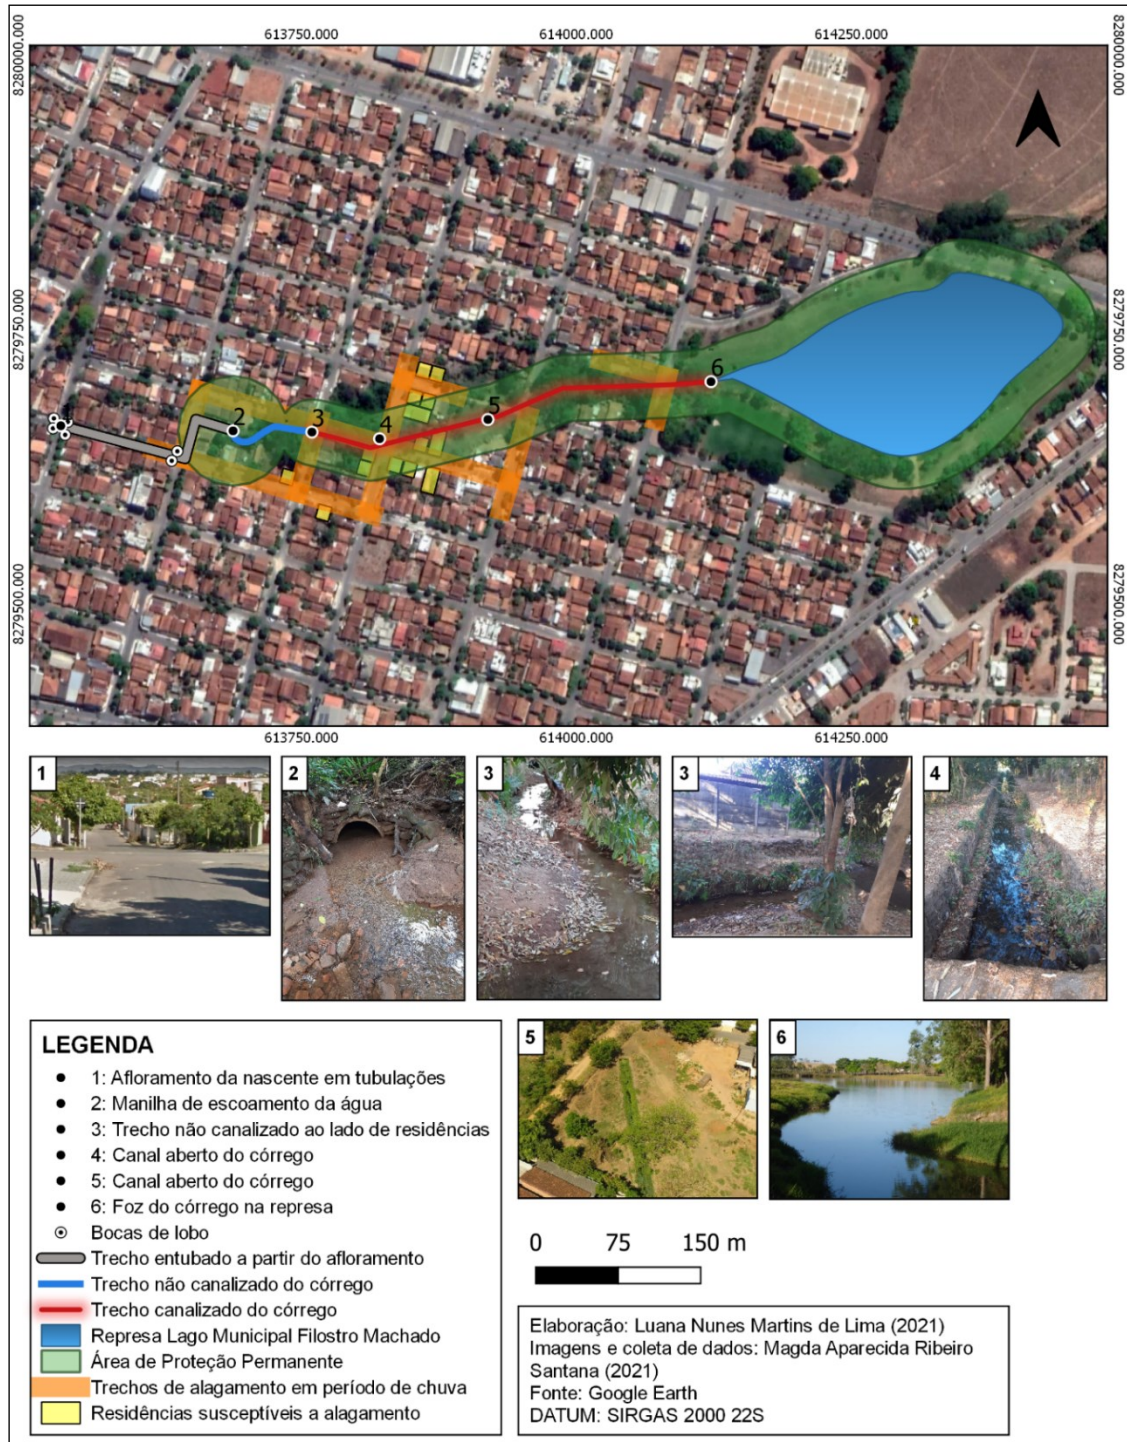 613750.000
614000.000
614250.000
8280000.000
8280000.000
8279750.000
8279750.000
8279500.000
8279500.000
2
3
4
5
6
613750.000
614000.000
614250.000
1
2
3
3
4
5
6
LEGENDA
1: Afloramento da nascente em tubulações
2: Manilha de escoamento da água
3: Trecho não canalizado ao lado de residências
4: Canal aberto do córrego
5: Canal aberto do córrego
6: Foz do córrego na represa
Bocas de lobo
Trecho entubado a partir do afloramento
Trecho não canalizado do córrego
Trecho canalizado do córrego
Represa Lago Municipal Filostro Machado
Área de Proteção Permanente
Trechos de alagamento em período de chuva
Residências susceptíveis a alagamento
0 75 150 m
Elaboração: Luana Nunes Martins de Lima (2021)
Imagens e coleta de dados: Magda Aparecida Ribeiro
Santana (2021)
Fonte: Google Earth
DATUM: SIRGAS 2000 22S